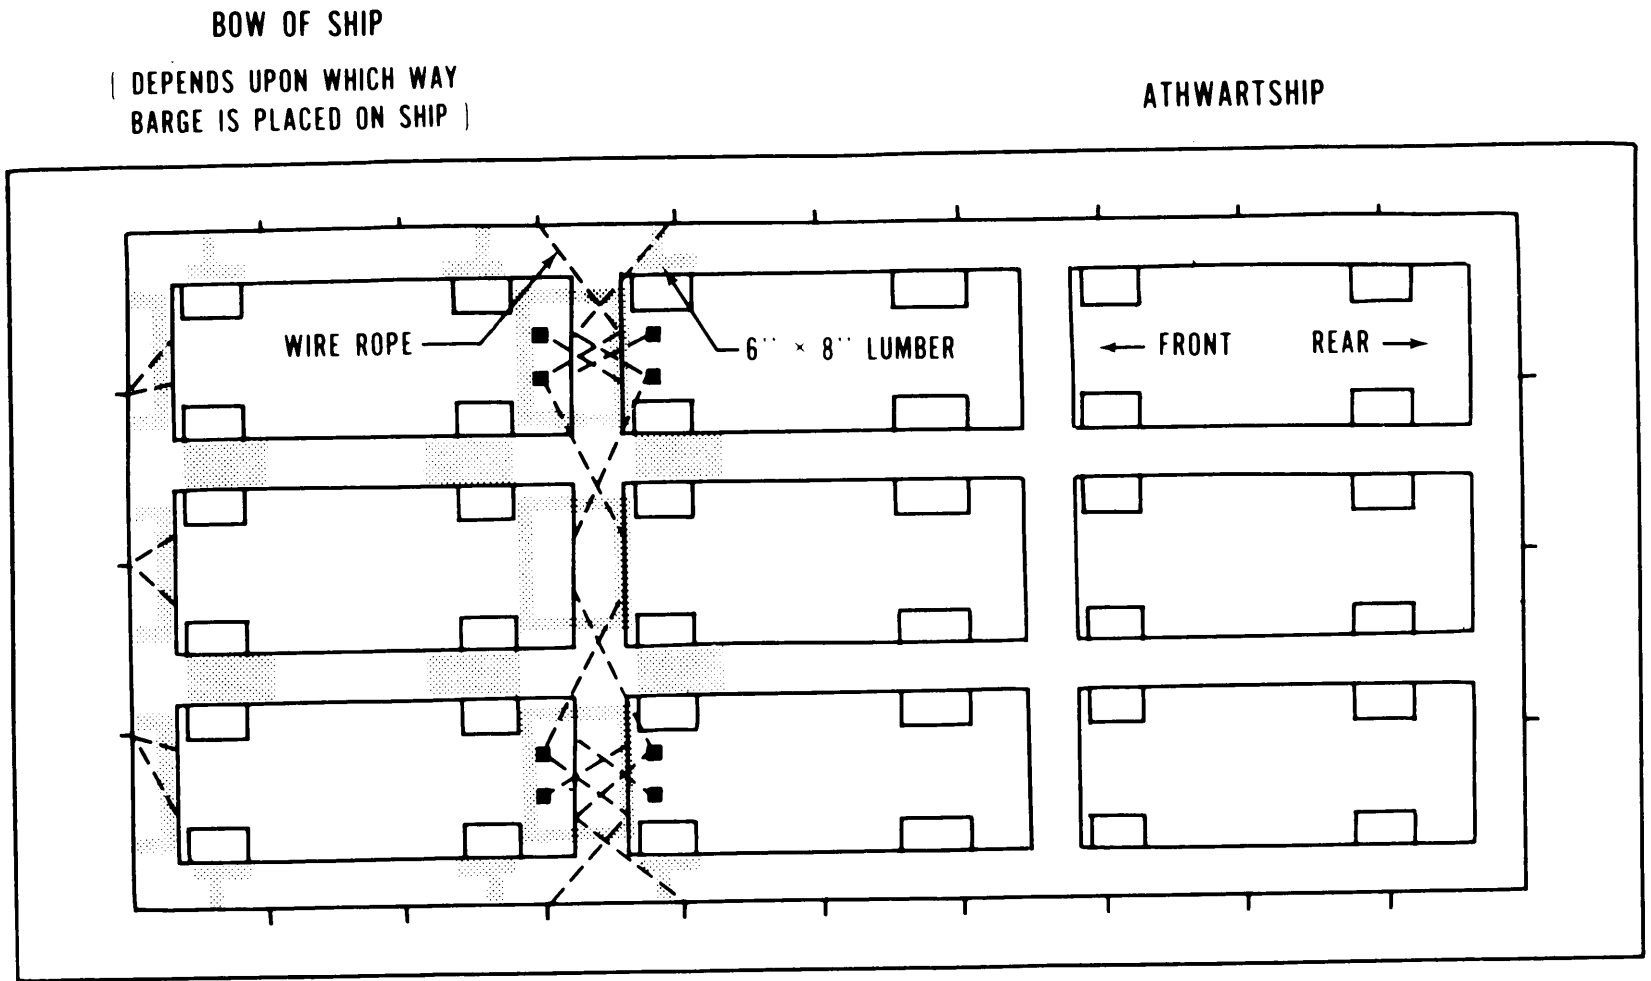 BOW OF SHIP
( DEPENDS UPON WHICH WAY
BARGE IS PLACED ON SHIP )
ATHWARTSHIP
WIRE ROPE
6'' × 8'' LUMBER
FRONT
REAR